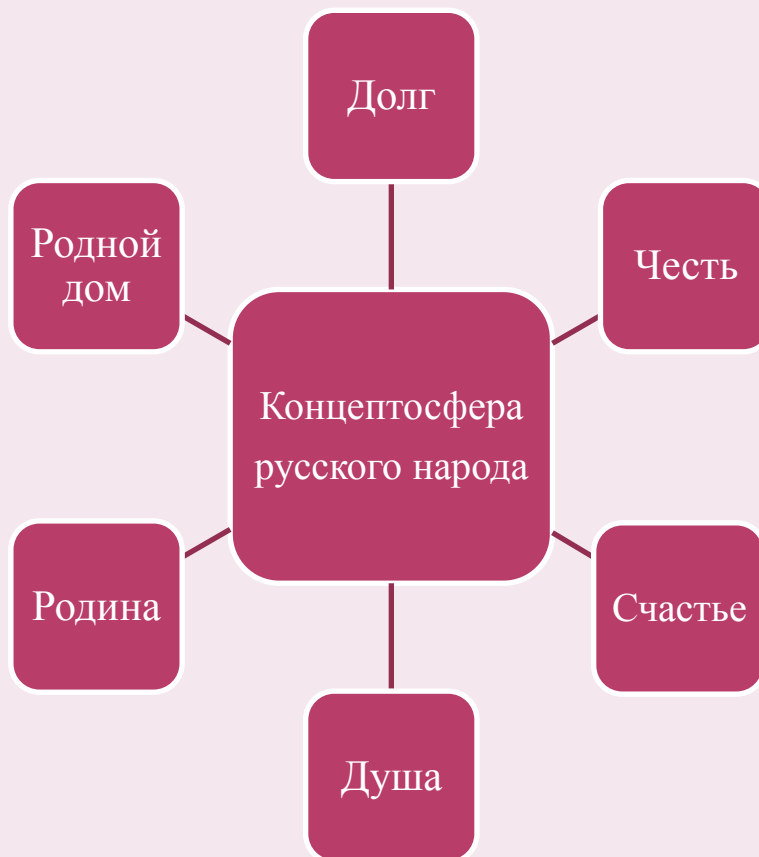 Долг
Родной
дом
Честь
Концептосфера
русского народа
Родина
Счастье
Душа